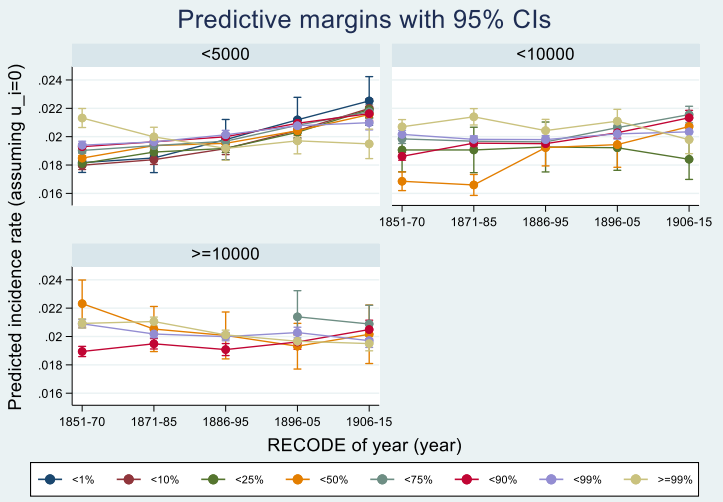 Predictive margins with 95% CIs
Predicted incidence rate (assuming u_i=0)
<5000
.024
.022
.02
.018
.016
<10000
1851-70 1871-85 1886-95 1896-05 1906-15
>=10000
.024
.022
.02
.018
.016
1851-70 1871-85 1886-95 1896-05 1906-15
RECODE of year (year)
<1% <10% <25% <50% <75% <90% <99% >=99%